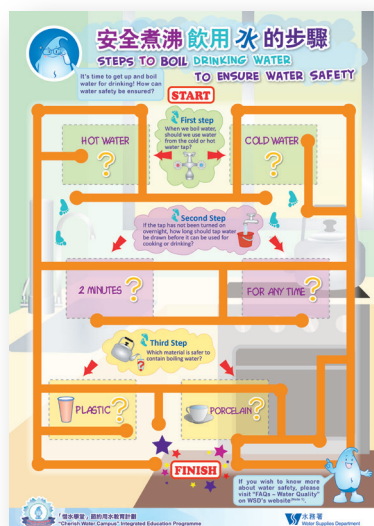 安全煮沸飲用水的步驟
STEPS TO BOIL DRINKING WATER
TO ENSURE WATER SAFETY
It's time to get up and boil
water for drinking! How can
water safety be ensured?
START
First step
When we boil water,
should we use water
from the cold or hot
water tap?
HOT WATER
?
COLD WATER
?
Second Step
If the tap has not been turned on
overnight, how long should tap water
be drawn before it can be used for
cooking or drinking?
2 MINUTES
?
FOR ANY TIME
?
Third Step
Which material is safer to
contain boiling water?
PLASTIC
?
PORCELAIN
?
FINISH
If you wish to know more
about water safety, please
visit "FAQs – Water Quality"
on WSD's website
「惜水學堂」綜的用水教育計劃
"Cherish Water Campus" Integrated Education Programme
水務署
Water Supplies Department